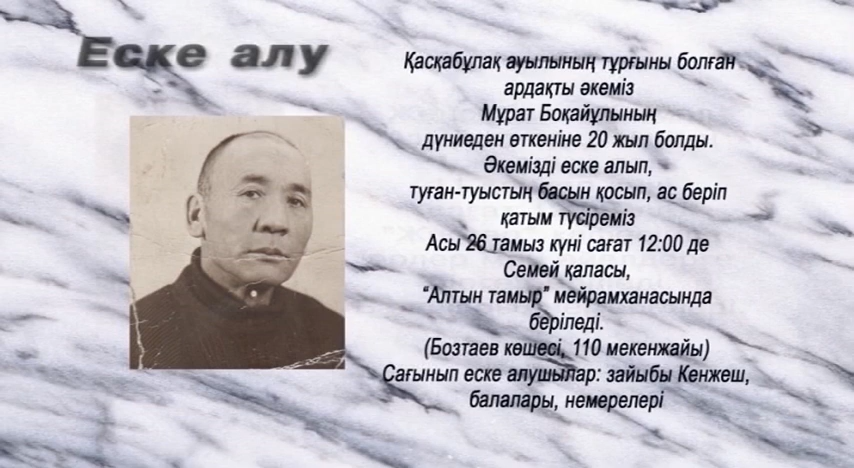 Еске алу
Қасқабұлақ ауылының тұрғыны болған
ардақты әкеміз
Мұрат Боқайұлының
дүниеден өткеніне 20 жыл болды.
Әкемізді еске алып,
туған-туыстың басын қосып, ас беріп
қатым түсіреміз
Асы 26 тамыз күні сағат 12:00 де
Семей қаласы,
“Алтын тамыр” мейрамханасында
беріледі.
(Бозтаев көшесі, 110 мекенжайы)
Сағынып еске алушылар: зайыбы Кенжеш,
балалары, немерелері